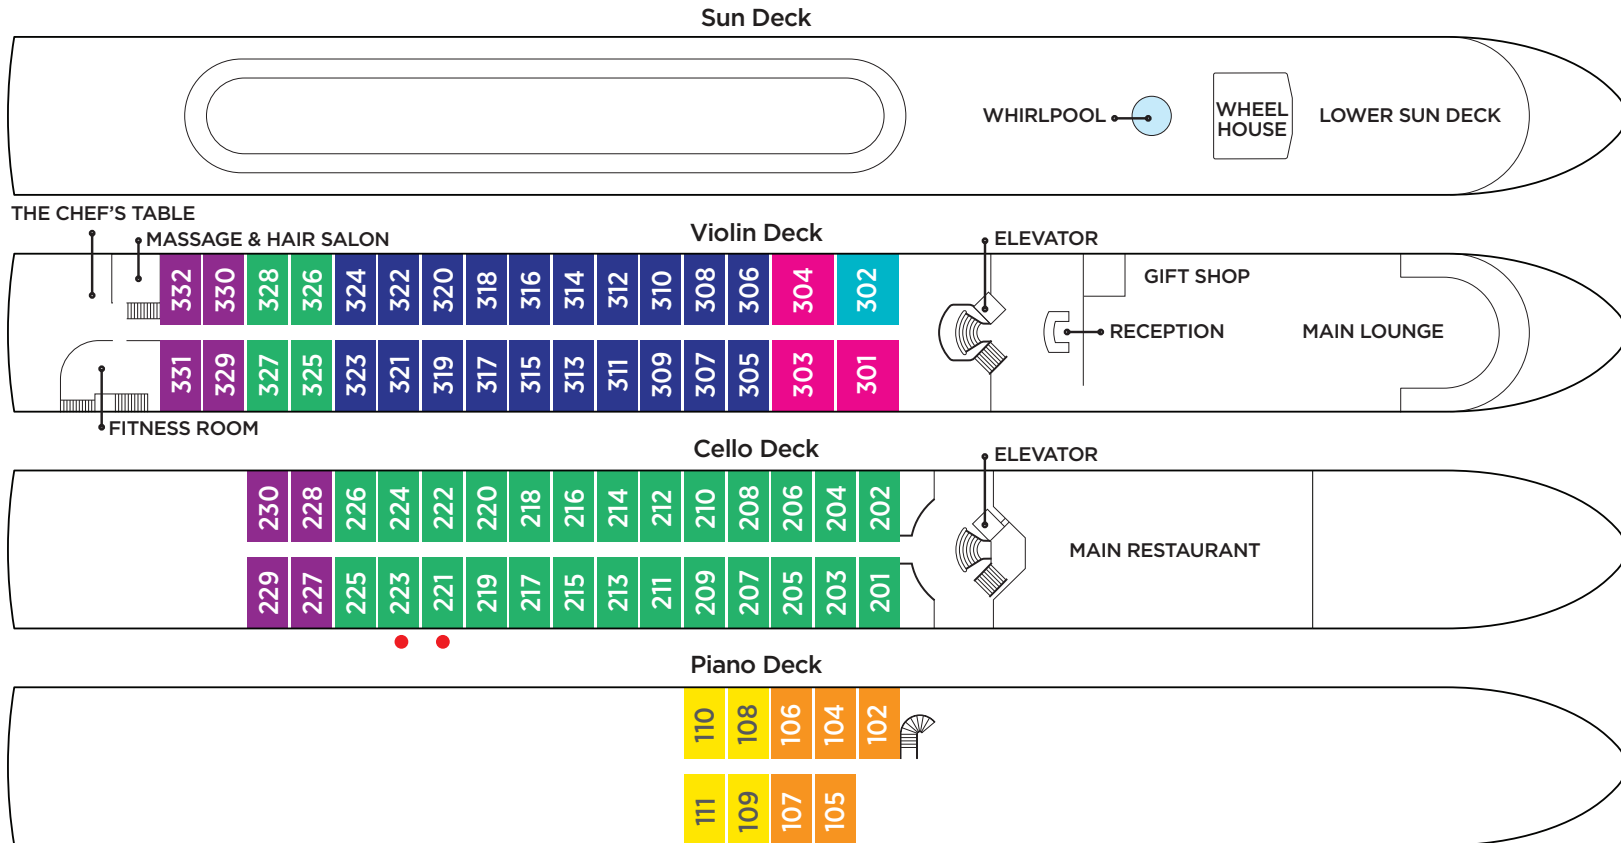 Sun Deck
WHIRLPOOL
WHEEL
HOUSE
LOWER SUN DECK
THE CHEF'S TABLE
MASSAGE & HAIR SALON
Violin Deck
ELEVATOR
332 330 328 326 324 322 320 318 316 314 312 310 308 306 304 302
GIFT SHOP
RECEPTION
MAIN LOUNGE
331 329 327 325 323 321 319 317 315 313 311 309 307 305 303 301
FITNESS ROOM
Cello Deck
ELEVATOR
230 228 226 224 222 220 218 216 214 212 210 208 206 204 202
MAIN RESTAURANT
229 227 225 223 221 219 217 215 213 211 209 207 205 203 201
Piano Deck
110 108 106 104 102
111 109 107 105